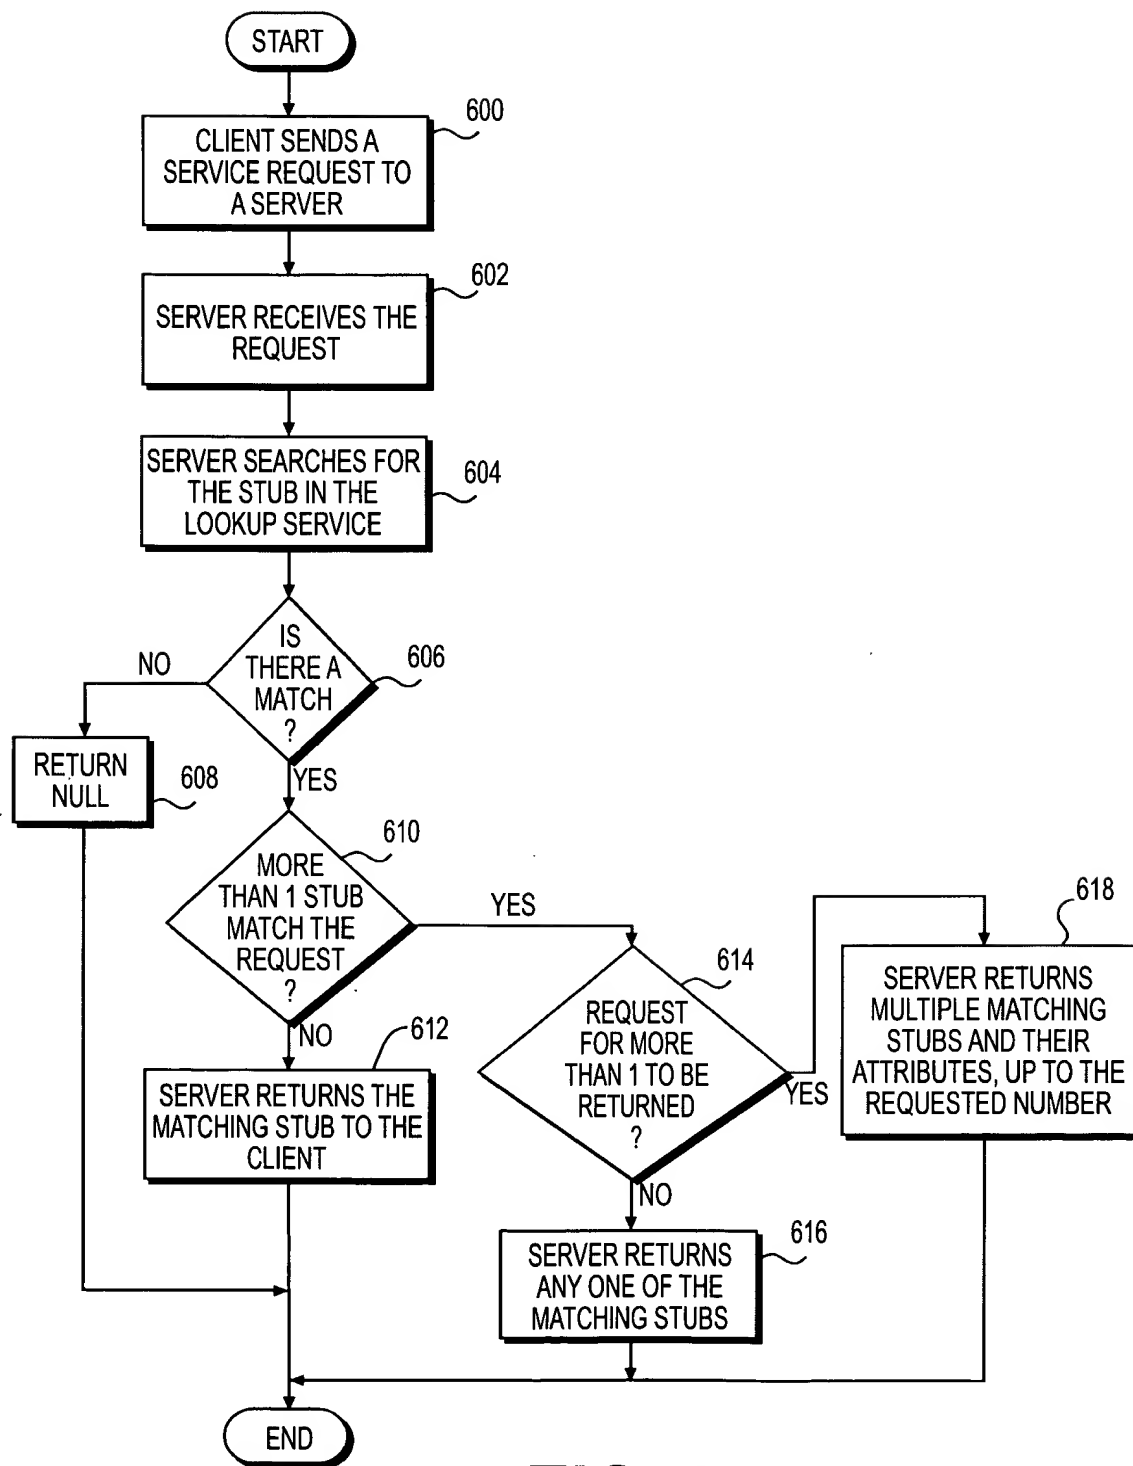 START
600
CLIENT SENDS A
SERVICE REQUEST TO
A SERVER
602
SERVER RECEIVES THE
REQUEST
SERVER SEARCHES FOR
THE STUB IN THE
LOOKUP SERVICE
604
IS
THERE A
MATCH
?
606
NO
RETURN
NULL
608
YES
610
MORE
THAN 1 STUB
MATCH THE
REQUEST
?
YES
NO
612
SERVER RETURNS THE
MATCHING STUB TO THE
CLIENT
614
REQUEST
FOR MORE
THAN 1 TO BE
RETURNED
?
YES
618
SERVER RETURNS
MULTIPLE MATCHING
STUBS AND THEIR
ATTRIBUTES, UP TO THE
REQUESTED NUMBER
NO
616
SERVER RETURNS
ANY ONE OF THE
MATCHING STUBS
END